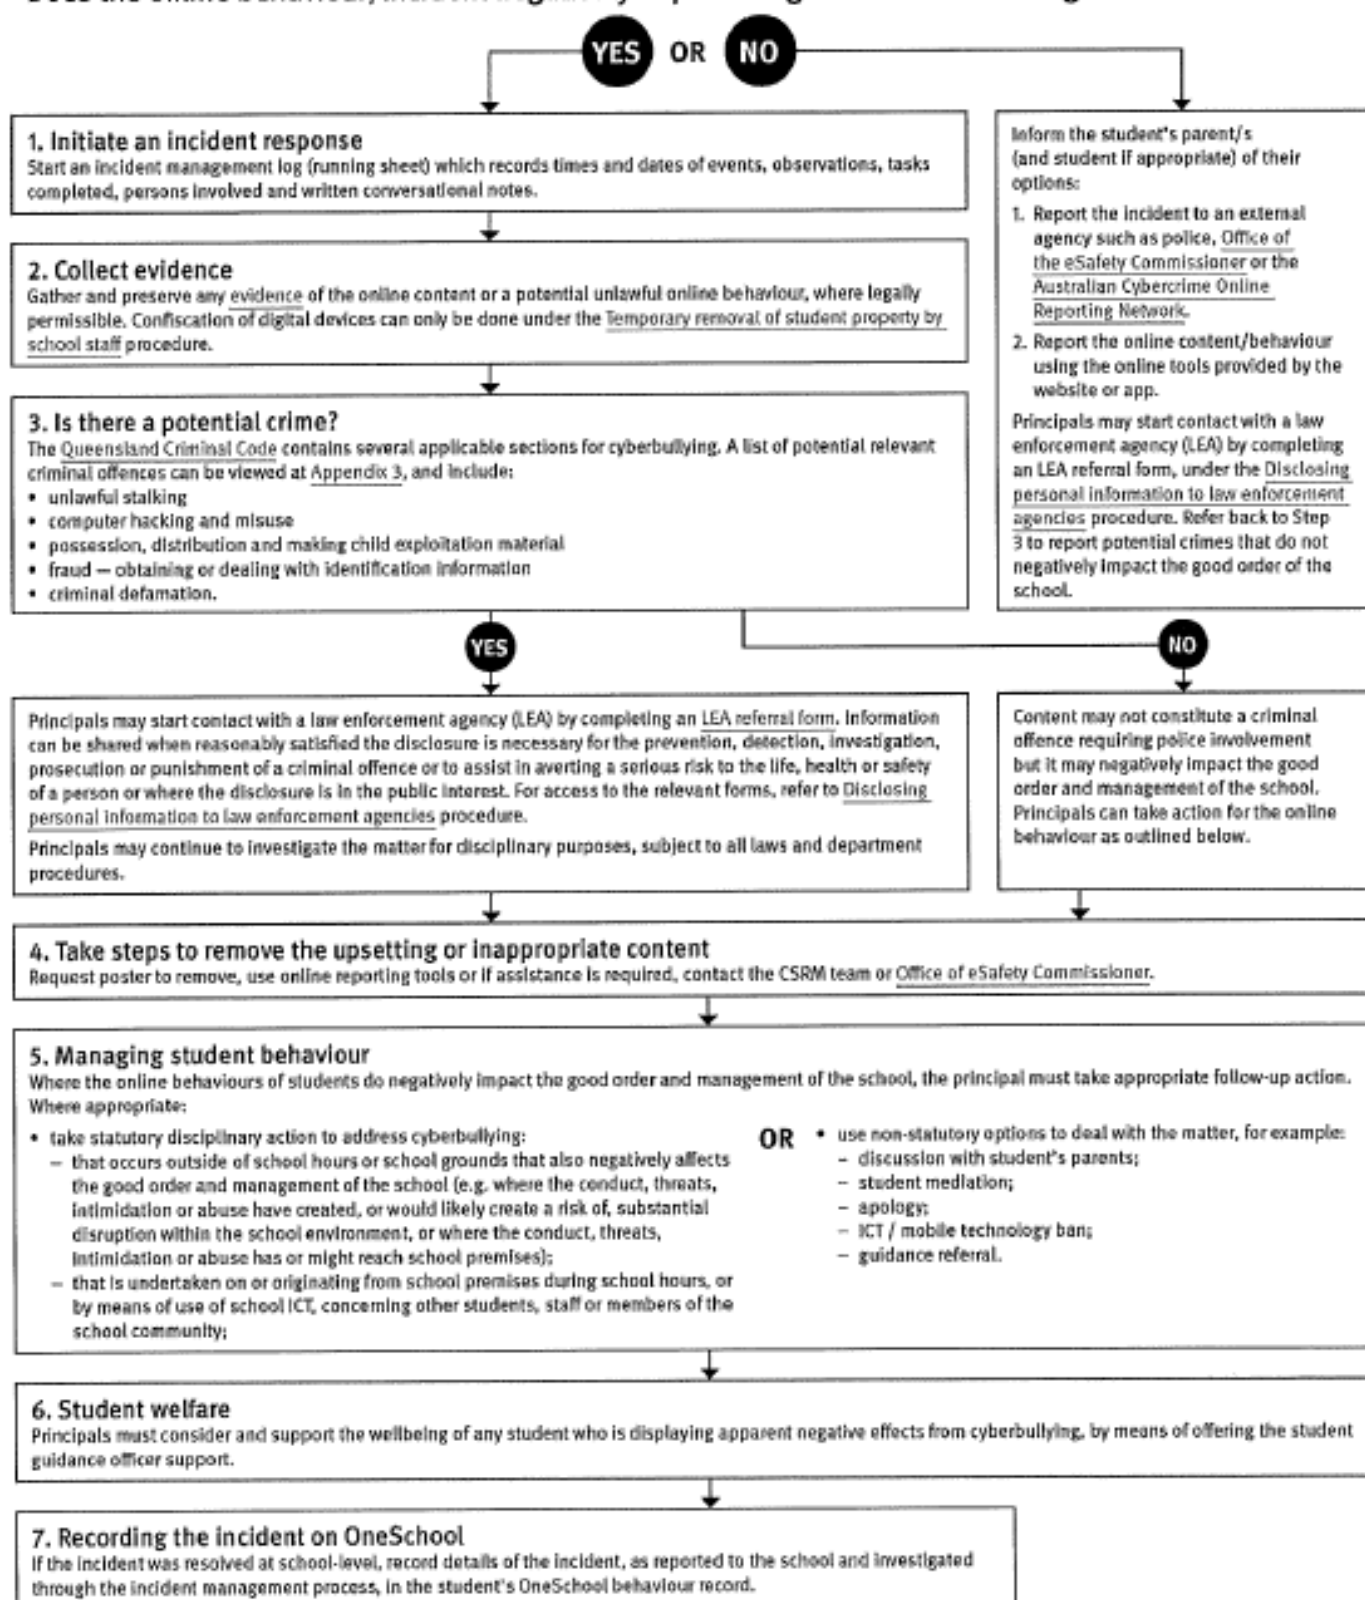 YES OR NO
1. Initiate an incident response
Start an incident management log (running sheet) which records times and dates of events, observations, tasks
completed, persons involved and written conversational notes.
2. Collect evidence
Gather and preserve any evidence of the online content or a potential unlawful online behaviour, where legally
permissible. Confiscation of digital devices can only be done under the Temporary removal of student property by
school staff procedure.
3. Is there a potential crime?
The Queensland Criminal Code contains several applicable sections for cyberbullying. A list of potential relevant
criminal offences can be viewed at Appendix 3, and include:
• unlawful stalking
• computer hacking and misuse
• possession, distribution and making child exploitation material
• fraud – obtaining or dealing with identification information
• criminal defamation.
Inform the student's parent/s
(and student if appropriate) of their
options:
1. Report the incident to an external
agency such as police, Office of
the eSafety Commissioner or the
Australian Cybercrime Online
Reporting Network.
2. Report the online content/behaviour
using the online tools provided by the
website or app.
Principals may start contact with a law
enforcement agency (LEA) by completing
an LEA referral form, under the Disclosing
personal information to law enforcement
agencies procedure. Refer back to Step
3 to report potential crimes that do not
negatively impact the good order of the
school.
YES
NO
Principals may start contact with a law enforcement agency (LEA) by completing an LEA referral form. Information
can be shared when reasonably satisfied the disclosure is necessary for the prevention, detection, investigation,
prosecution or punishment of a criminal offence or to assist in averting a serious risk to the life, health or safety
of a person or where the disclosure is in the public interest. For access to the relevant forms, refer to Disclosing
personal information to law enforcement agencies procedure.
Principals may continue to investigate the matter for disciplinary purposes, subject to all laws and department
procedures.
Content may not constitute a criminal
offence requiring police involvement
but it may negatively impact the good
order and management of the school.
Principals can take action for the online
behaviour as outlined below.
4. Take steps to remove the upsetting or inappropriate content
Request poster to remove, use online reporting tools or if assistance is required, contact the CSRM team or Office of eSafety Commissioner.
5. Managing student behaviour
Where the online behaviours of students do negatively impact the good order and management of the school, the principal must take appropriate follow-up action.
Where appropriate:
• take statutory disciplinary action to address cyberbullying:
– that occurs outside of school hours or school grounds that also negatively affects
the good order and management of the school (e.g. where the conduct, threats,
intimidation or abuse have created, or would likely create a risk of, substantial
disruption within the school environment, or where the conduct, threats,
intimidation or abuse has or might reach school premises);
– that is undertaken on or originating from school premises during school hours, or
by means of use of school ICT, concerning other students, staff or members of the
school community;
OR
• use non-statutory options to deal with the matter, for example:
– discussion with student's parents;
– student mediation;
– apology;
– ICT / mobile technology ban;
– guidance referral.
6. Student welfare
Principals must consider and support the wellbeing of any student who is displaying apparent negative effects from cyberbullying, by means of offering the student
guidance officer support.
7. Recording the incident on OneSchool
If the incident was resolved at school-level, record details of the incident, as reported to the school and investigated
through the incident management process, in the student's OneSchool behaviour record.